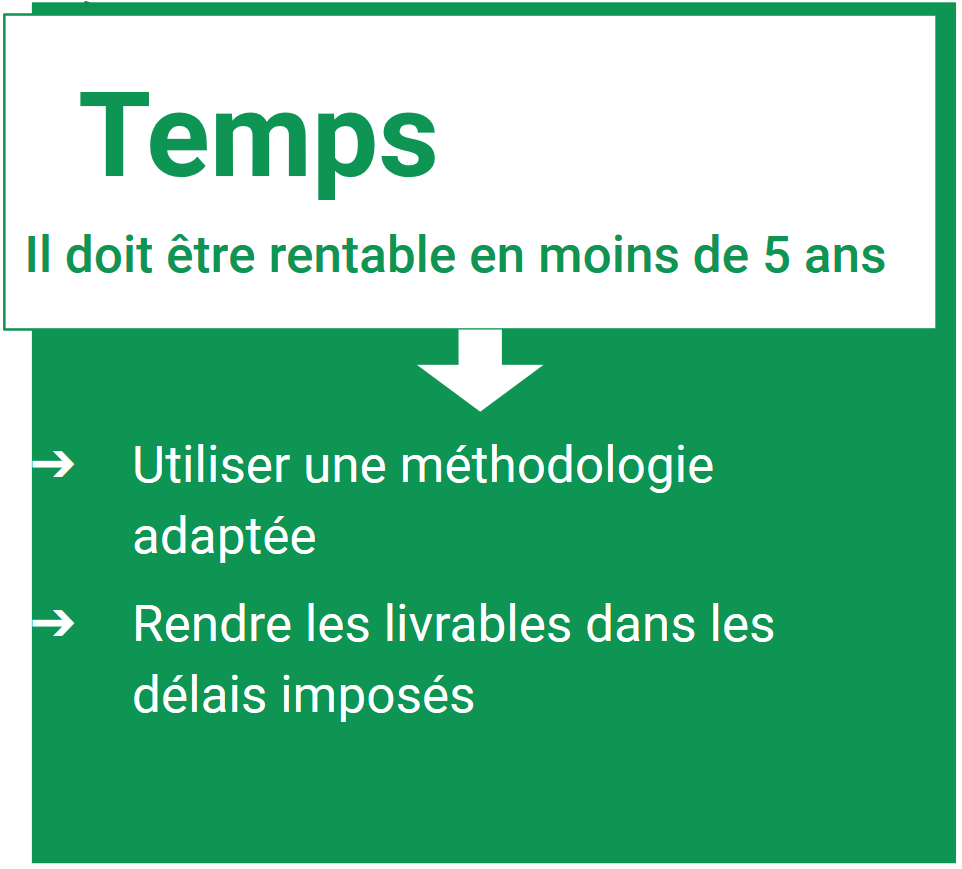 Temps
Il doit être rentable en moins de 5 ans
➔ Utiliser une méthodologie
adaptée
➔ Rendre les livrables dans les
délais imposés